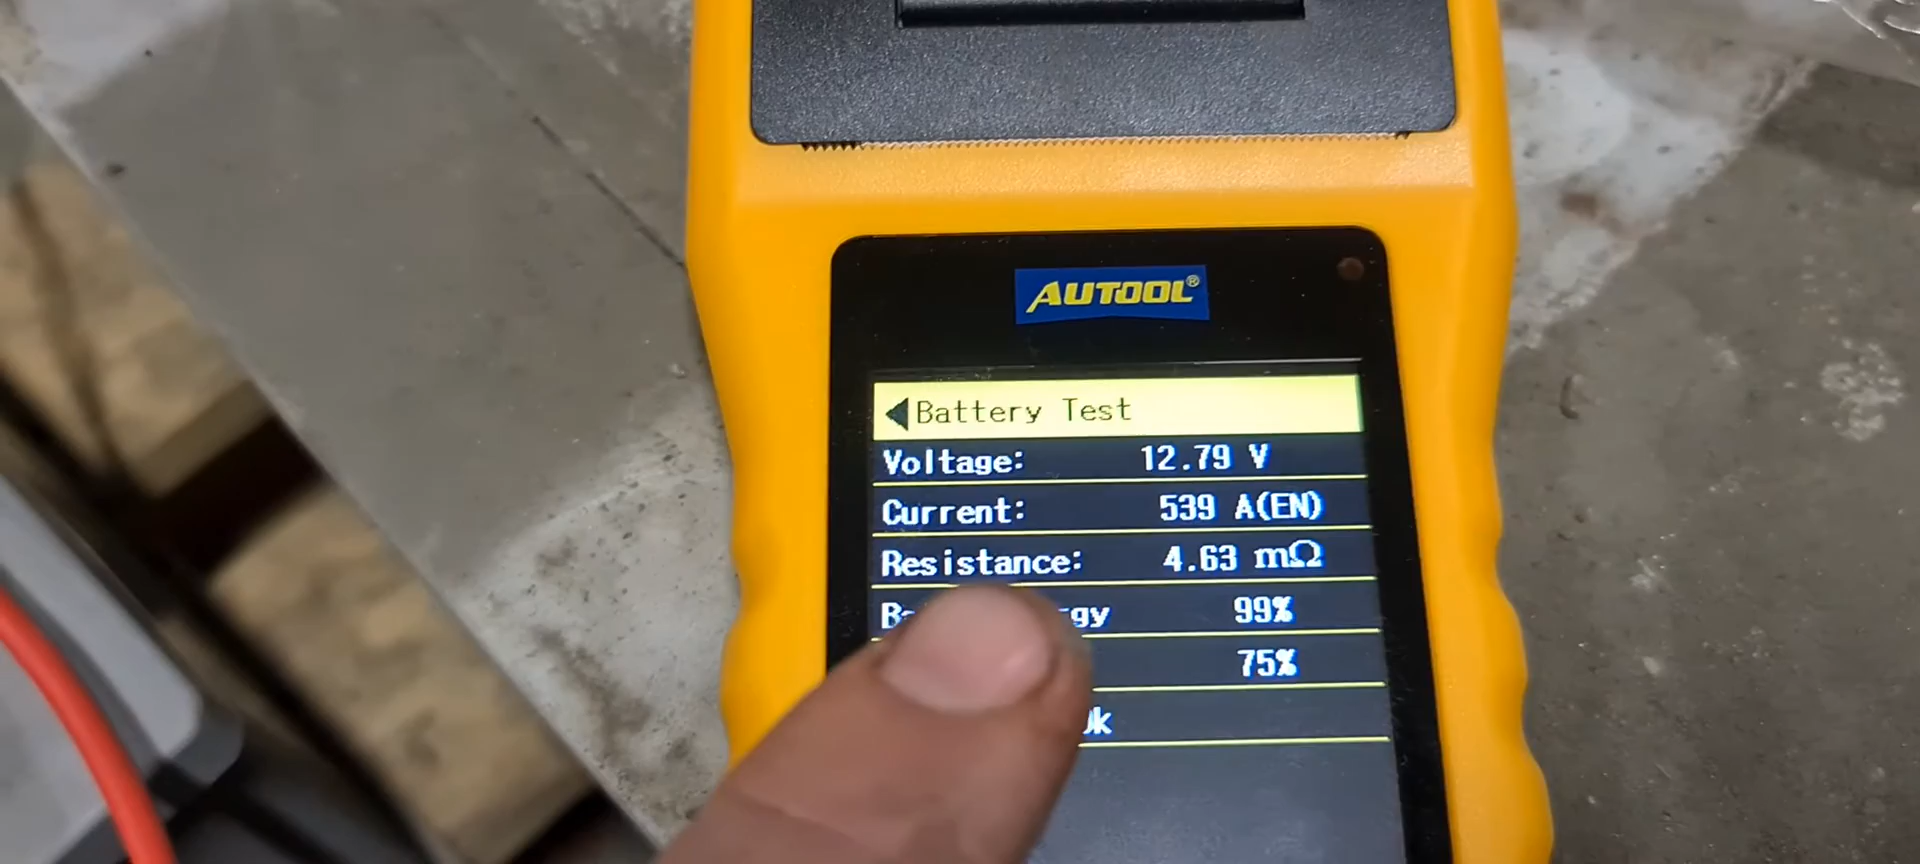 AUTOOL®
Battery Test
Voltage: 12.79 V
Current: 539 A(EN)
Resistance: 4.63 mΩ
99%
75%